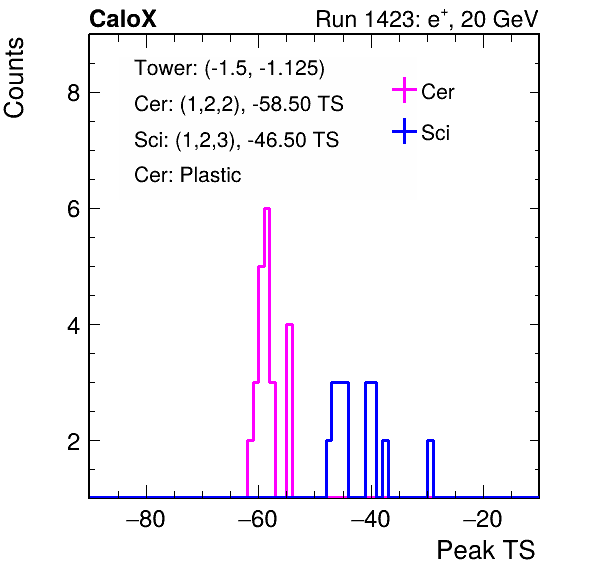 CaloX Run 1423: e⁺, 20 GeV
Counts
Tower: (-1.5, -1.125)
Cer: (1,2,2), -58.50 TS
Sci: (1,2,3), -46.50 TS
Cer: Plastic
Cer
Sci
8
6
4
2
−80 −60 −40 −20
Peak TS